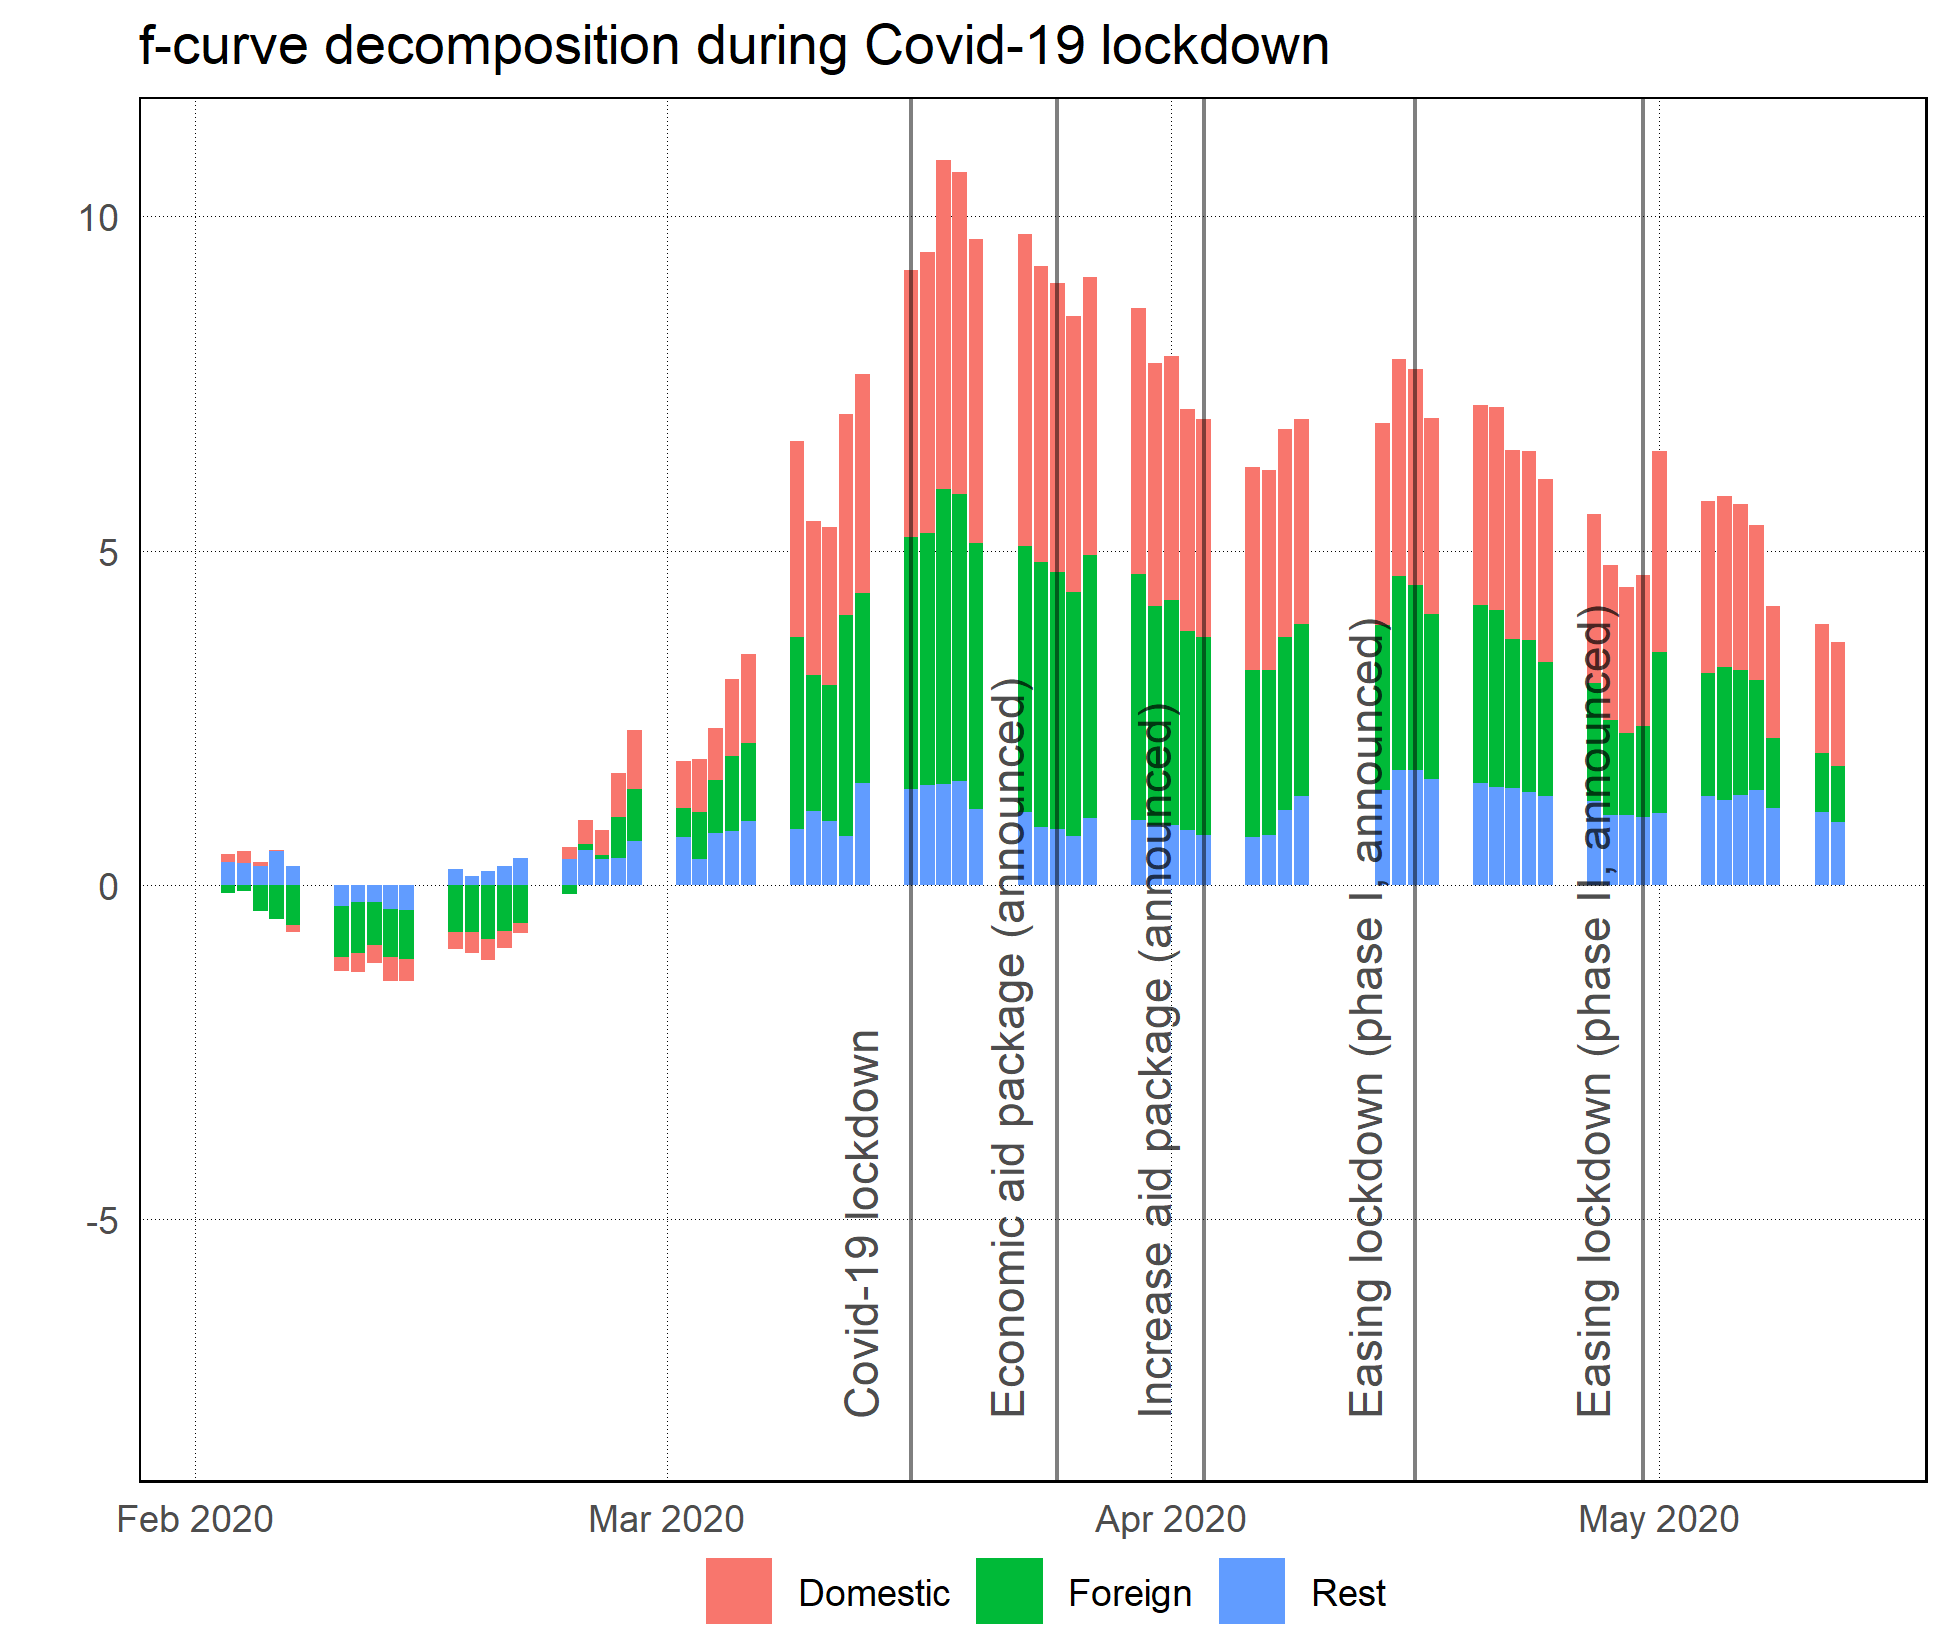 f-curve decomposition during Covid-19 lockdown
10
5
0
-5
Covid-19 lockdown
Economic aid package (announced)
Increase aid package (announced)
Easing lockdown (phase I, announced)
Easing lockdown (phase II, announced)
Feb 2020
Mar 2020
Apr 2020
May 2020
Domestic
Foreign
Rest